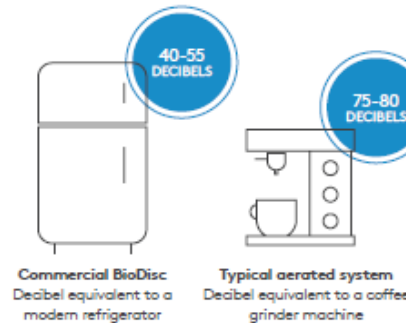 40-55
DECIBELS
75-80
DECIBELS
Commercial BioDisc
Decibel equivalent to a
modern refrigerator
Typical aerated system
Decibel equivalent to a coffee
grinder machine